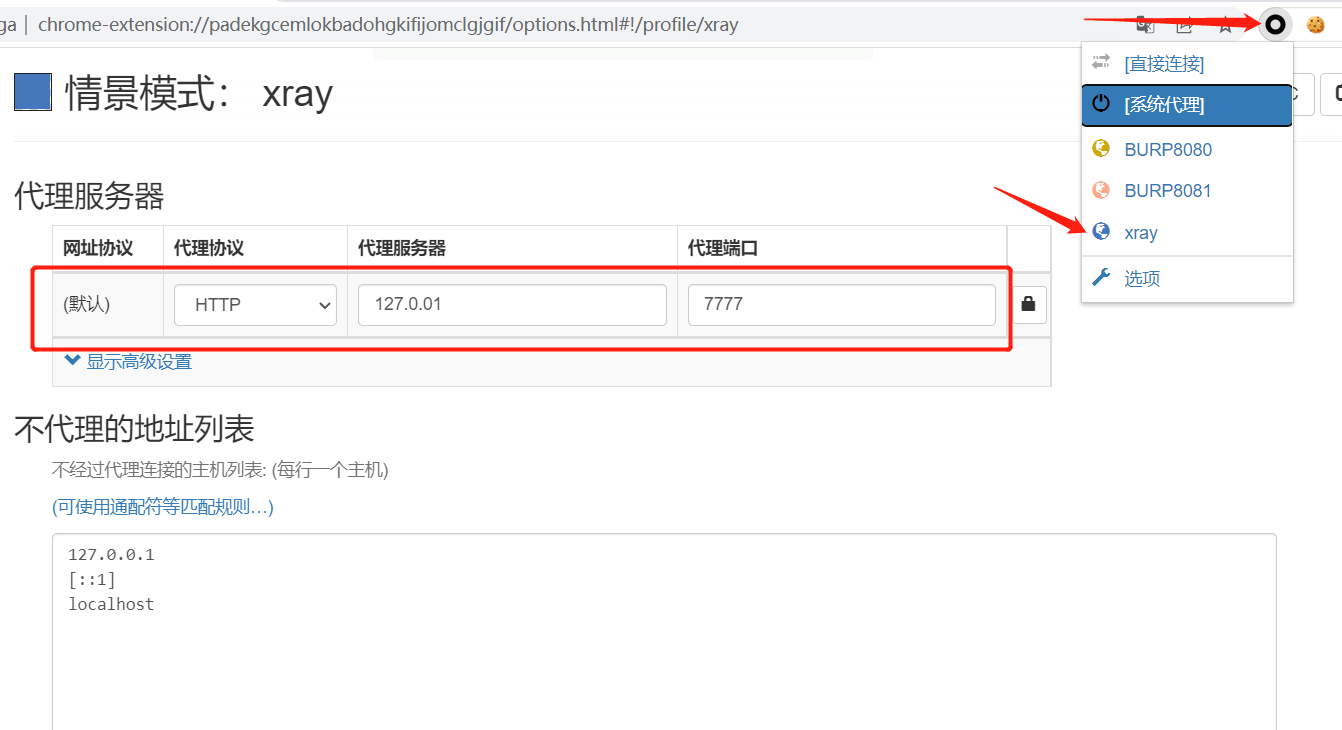 ga | chrome-extension://padekgcemlokbadohgkifijomclgjgif/options.html#!/profile/xray
[直接连接]
[系统代理]
BURP8080
BURP8081
xray
选项
情景模式： xray
代理服务器
网址协议 代理协议 代理服务器 代理端口
(默认) HTTP 127.0.01 7777
显示高级设置
不代理的地址列表
不经过代理连接的主机列表: (每行一个主机)
(可使用通配符等匹配规则…)
127.0.0.1
[::1]
localhost